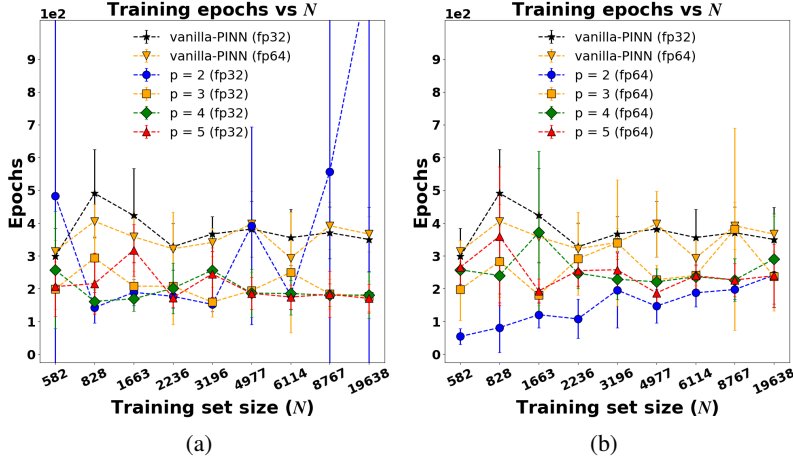 Training epochs vs N
1e2
vanilla-PINN (fp32)
vanilla-PINN (fp64)
p = 2 (fp32)
p = 3 (fp32)
p = 4 (fp32)
p = 5 (fp32)
Epochs
9
8
7
6
5
4
3
2
1
0
582
828
1663
2236
3196
4977
6114
8767
19638
Training set size (N)
(a)
Training epochs vs N
1e2
vanilla-PINN (fp32)
vanilla-PINN (fp64)
p = 2 (fp64)
p = 3 (fp64)
p = 4 (fp64)
p = 5 (fp64)
Epochs
9
8
7
6
5
4
3
2
1
0
582
828
1663
2236
3196
4977
6114
8767
19638
Training set size (N)
(b)